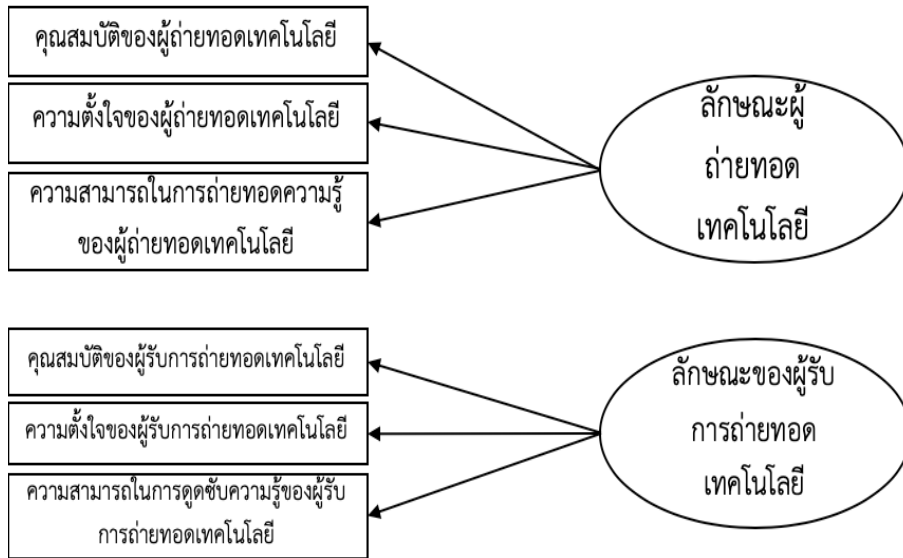 คุณสมบัติของผู้ถ่ายทอดเทคโนโลยี
ความตั้งใจของผู้ถ่ายทอดเทคโนโลยี
ความสามารถในการถ่ายทอดความรู้
ของผู้ถ่ายทอดเทคโนโลยี
ลักษณะผู้
ถ่ายทอด
เทคโนโลยี
คุณสมบัติของผู้รับการถ่ายทอดเทคโนโลยี
ความตั้งใจของผู้รับการถ่ายทอดเทคโนโลยี
ความสามารถในการดูดซับความรู้ของผู้รับ
การถ่ายทอดเทคโนโลยี
ลักษณะของผู้รับ
การถ่ายทอด
เทคโนโลยี